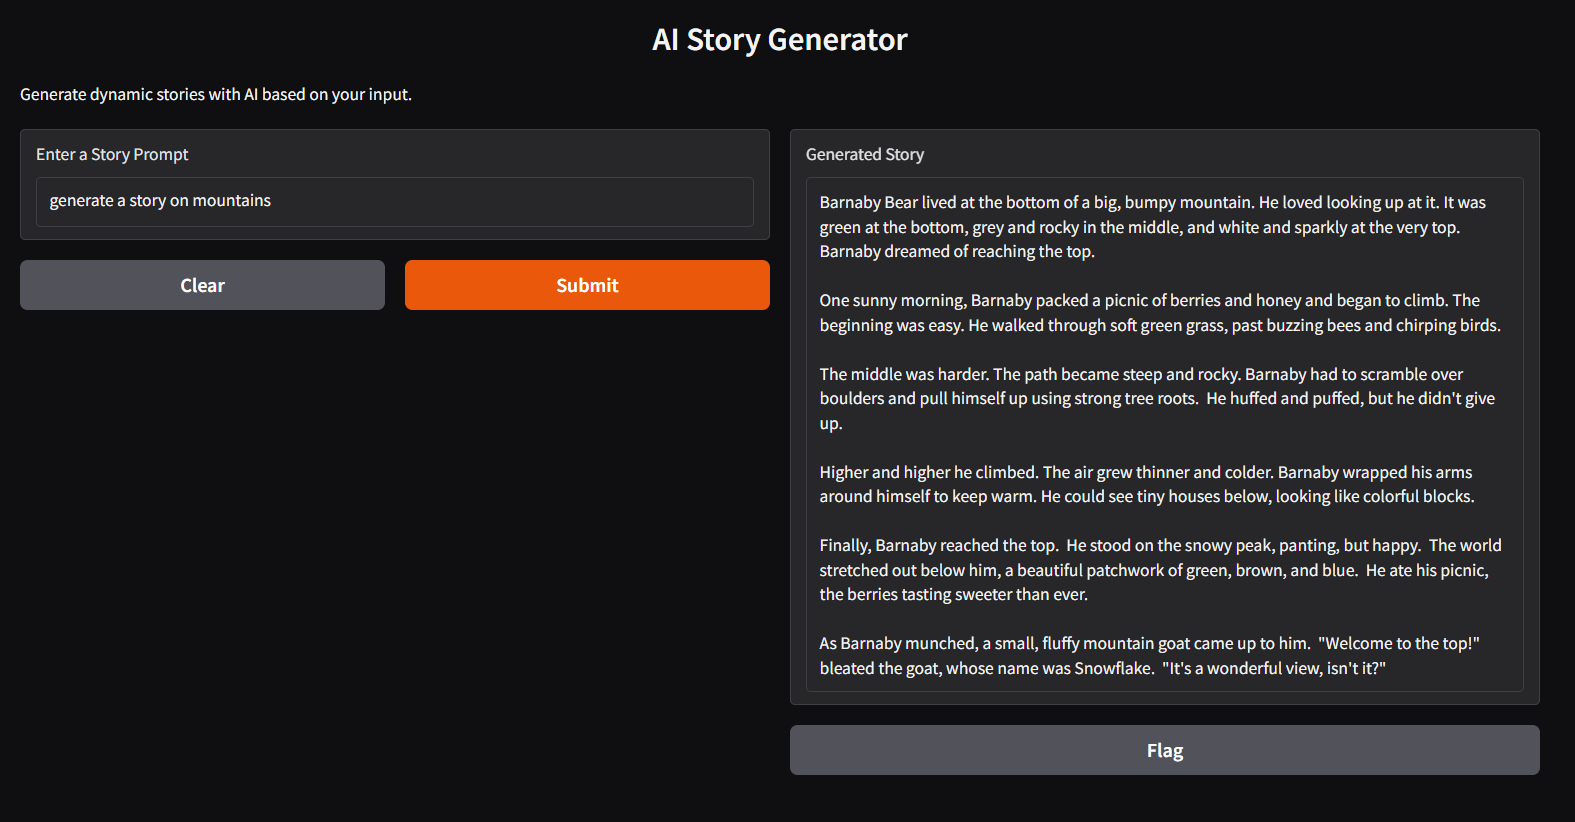 AI Story Generator
Generate dynamic stories with AI based on your input.
Enter a Story Prompt
generate a story on mountains
Clear
Submit
Generated Story
Barnaby Bear lived at the bottom of a big, bumpy mountain. He loved looking up at it. It was
green at the bottom, grey and rocky in the middle, and white and sparkly at the very top.
Barnaby dreamed of reaching the top.
One sunny morning, Barnaby packed a picnic of berries and honey and began to climb. The
beginning was easy. He walked through soft green grass, past buzzing bees and chirping birds.
The middle was harder. The path became steep and rocky. Barnaby had to scramble over
boulders and pull himself up using strong tree roots.  He huffed and puffed, but he didn't give
up.
Higher and higher he climbed. The air grew thinner and colder. Barnaby wrapped his arms
around himself to keep warm. He could see tiny houses below, looking like colorful blocks.
Finally, Barnaby reached the top.  He stood on the snowy peak, panting, but happy.  The world
stretched out below him, a beautiful patchwork of green, brown, and blue.  He ate his picnic,
the berries tasting sweeter than ever.
As Barnaby munched, a small, fluffy mountain goat came up to him.  "Welcome to the top!"
bleated the goat, whose name was Snowflake.  "It's a wonderful view, isn't it?"
Flag